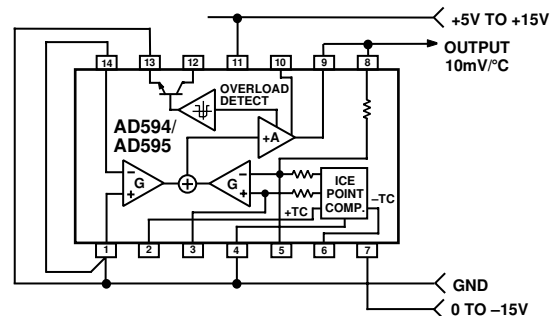 +5V TO +15V
OUTPUT
10mV/°C
14 13 12 11 10 9 8
OVERLOAD
DETECT
AD594/
AD595
+A
– G +
– G +
ICE
POINT
COMP.
–TC
+TC
1 2 3 4 5 6 7
GND
0 TO –15V